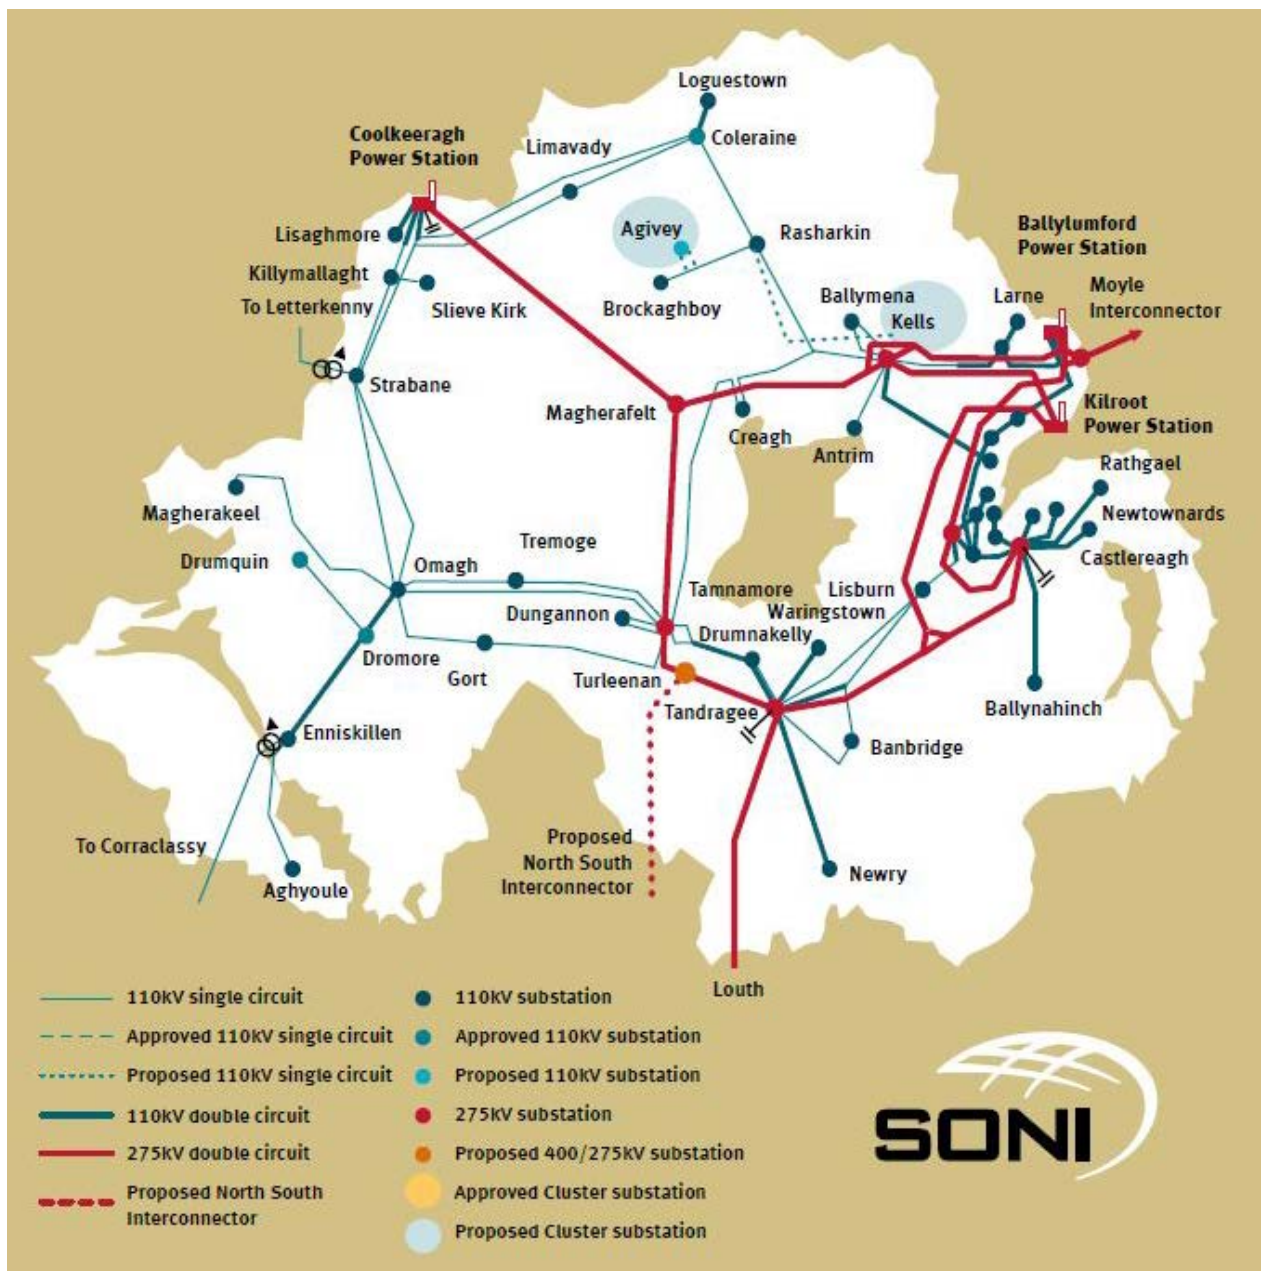 Loguestown
Coolkeeragh
Power Station
Limavady
Coleraine
Lisaghmore
Agivey
Rasharkin
Ballylumford
Power Station
Killymallaght
To Letterkenny
Slieve Kirk
Brockaghboy
Ballymena
Kells
Larne
Moyle
Interconnector
Strabane
Magherafelt
Creagh
Antrim
Kilroot
Power Station
Rathgael
Magherakeel
Newtownards
Drumquin
Omagh
Tremoge
Castlereagh
Dungannon
Tamnamore
Lisburn
Waringstown
Drumnakelly
Dromore
Gort
Turleenan
Tandragee
Ballynahinch
Enniskillen
Banbridge
To Corraclassy
Aghyoule
Proposed
North South
Interconnector
Newry
Louth
110kV single circuit
Approved 110kV single circuit
Proposed 110kV single circuit
110kV double circuit
275kV double circuit
Proposed North South
Interconnector
110kV substation
Approved 110kV substation
Proposed 110kV substation
275kV substation
Proposed 400/275kV substation
Approved Cluster substation
Proposed Cluster substation
SONI